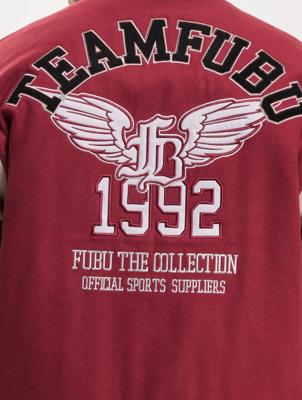 TEAMFUBU
FB
1992
FUBU THE COLLECTION
OFFICIAL SPORTS SUPPLIERS